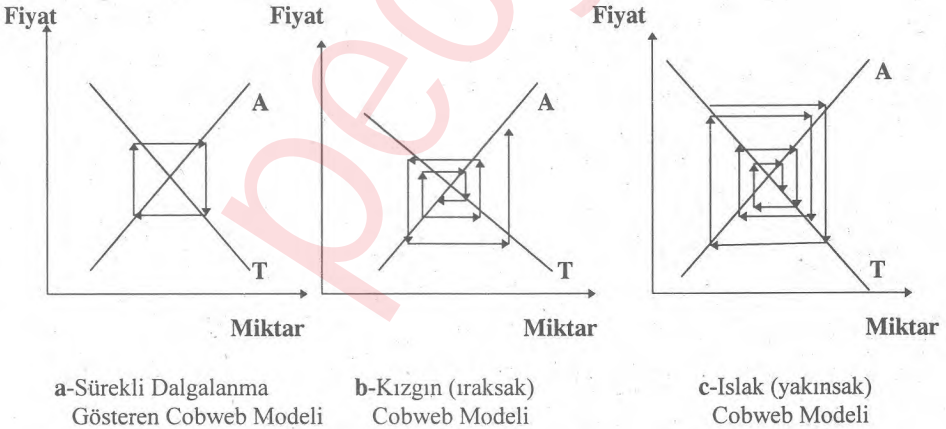 Fiyat
A
T
Miktar
a-Sürekli Dalgalanma
Gösteren Cobweb Modeli
Fiyat
A
T
Miktar
b-Kızgın (ıraksak)
Cobweb Modeli
Fiyat
A
T
Miktar
c-Islak (yakınsak)
Cobweb Modeli